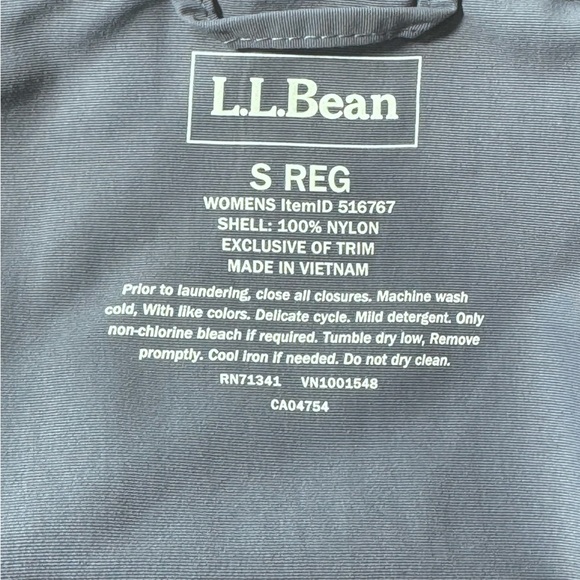 L.L.Bean
S REG
WOMENS ItemID 516767
SHELL: 100% NYLON
EXCLUSIVE OF TRIM
MADE IN VIETNAM
Prior to laundering, close all closures. Machine wash
cold, With like colors. Delicate cycle. Mild detergent. Only
non-chlorine bleach if required. Tumble dry low, Remove
promptly. Cool iron if needed. Do not dry clean.
RN71341 VN1001548
CA04754